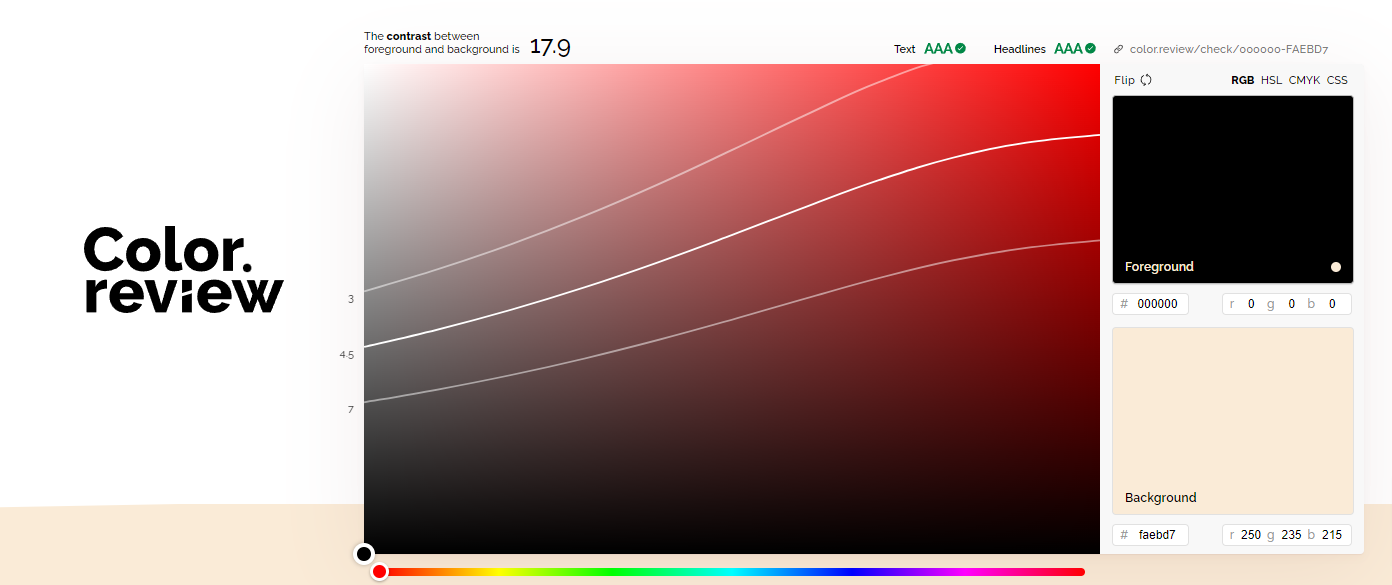 The contrast between
foreground and background is 17.9
Text AAA
Headlines AAA
color.review/check/000000-FAEBD7
Flip
RGB HSL CMYK CSS
Color.
review
3
4.5
7
Foreground
# 000000
r 0 g 0 b 0
Background
# faebd7
r 250 g 235 b 215